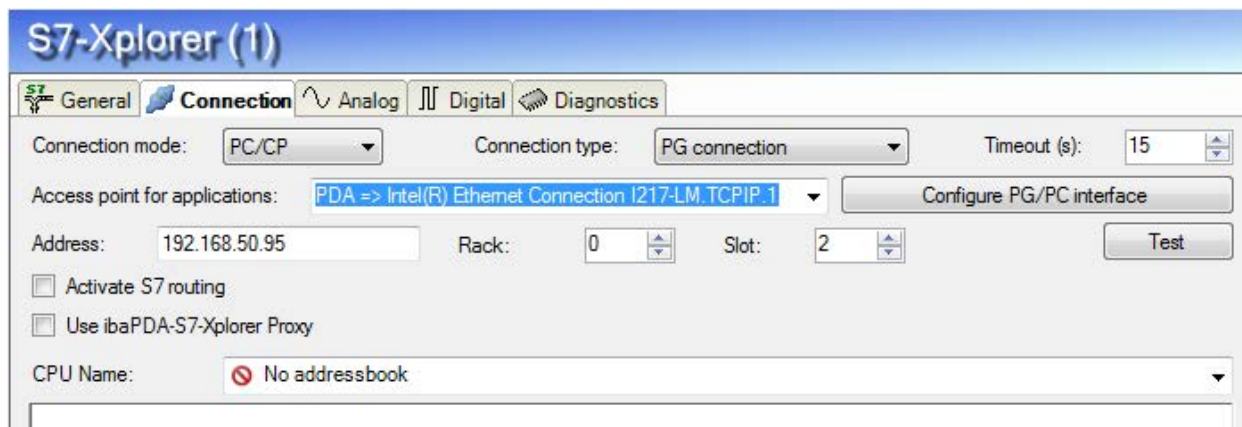 S7-Xplorer (1)
S7 General Connection Analog Digital Diagnostics
Connection mode: PC/CP Connection type: PG connection Timeout (s): 15
Access point for applications: PDA => Intel(R) Ethernet Connection I217-LM.TCPIP.1 Configure PG/PC interface
Address: 192.168.50.95 Rack: 0 Slot: 2 Test
Activate S7 routing
Use ibaPDA-S7-Xplorer Proxy
CPU Name: No addressbook